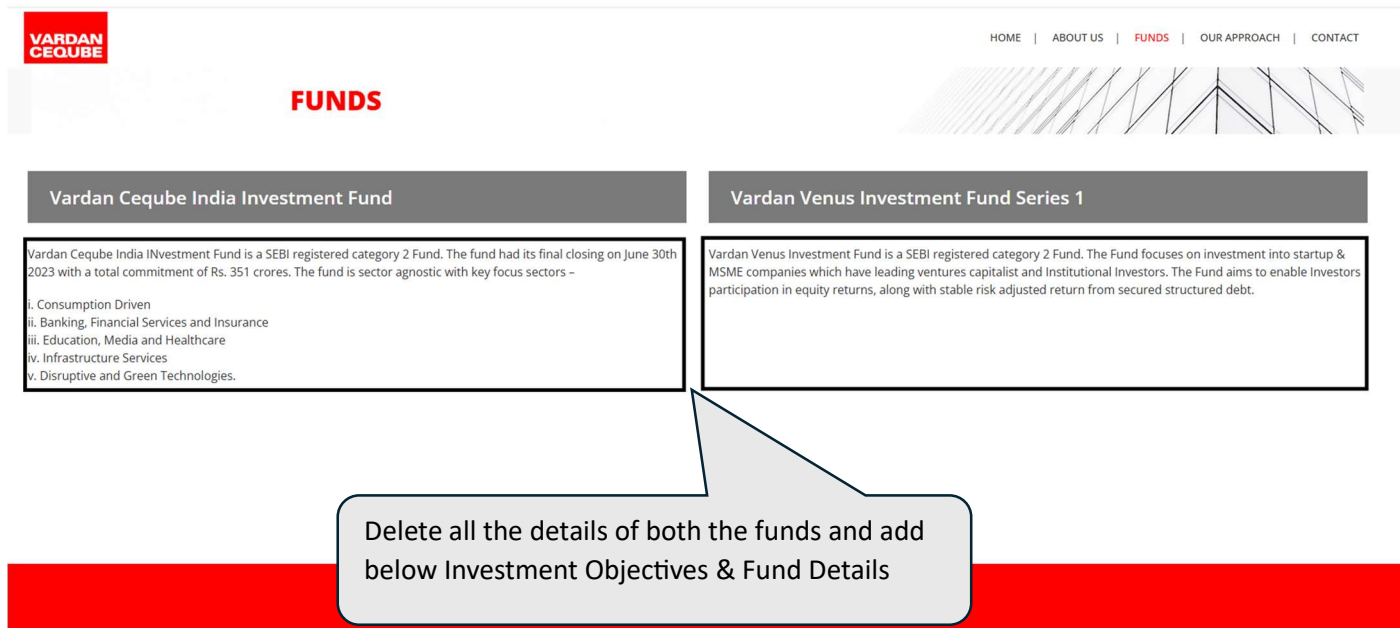 VARDAN
CEQUBE
HOME | ABOUT US | FUNDS | OUR APPROACH | CONTACT
FUNDS
Vardan Ceqube India Investment Fund
Vardan Ceqube India INvestment Fund is a SEBI registered category 2 Fund. The fund had its final closing on June 30th
2023 with a total commitment of Rs. 351 crores. The fund is sector agnostic with key focus sectors –
i. Consumption Driven
ii. Banking, Financial Services and Insurance
iii. Education, Media and Healthcare
iv. Infrastructure Services
v. Disruptive and Green Technologies.
Vardan Venus Investment Fund Series 1
Vardan Venus Investment Fund is a SEBI registered category 2 Fund. The Fund focuses on investment into startup &
MSME companies which have leading ventures capitalist and Institutional Investors. The Fund aims to enable Investors
participation in equity returns, along with stable risk adjusted return from secured structured debt.
Delete all the details of both the funds and add
below Investment Objectives & Fund Details